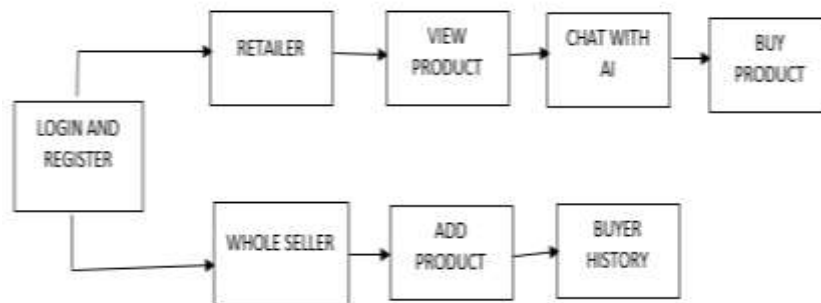 RETAILER
VIEW
PRODUCT
CHAT WITH
AI
BUY
PRODUCT
LOGIN AND
REGISTER
WHOLE SELLER
ADD
PRODUCT
BUYER
HISTORY